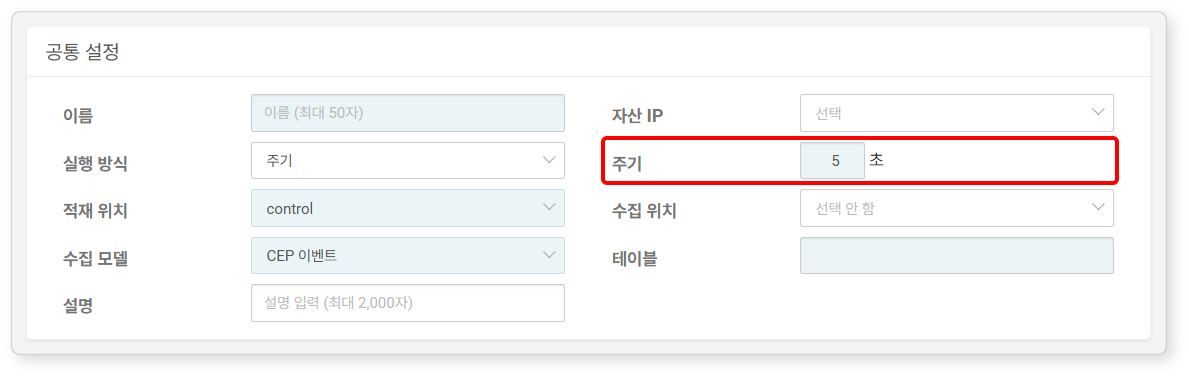 공통 설정
이름 이름 (최대 50자) 자산 IP 선택
실행 방식 주기 주기 5 초
적재 위치 control 수집 위치 선택 안 함
수집 모델 CEP 이벤트 테이블
설명 설명 입력 (최대 2,000자)